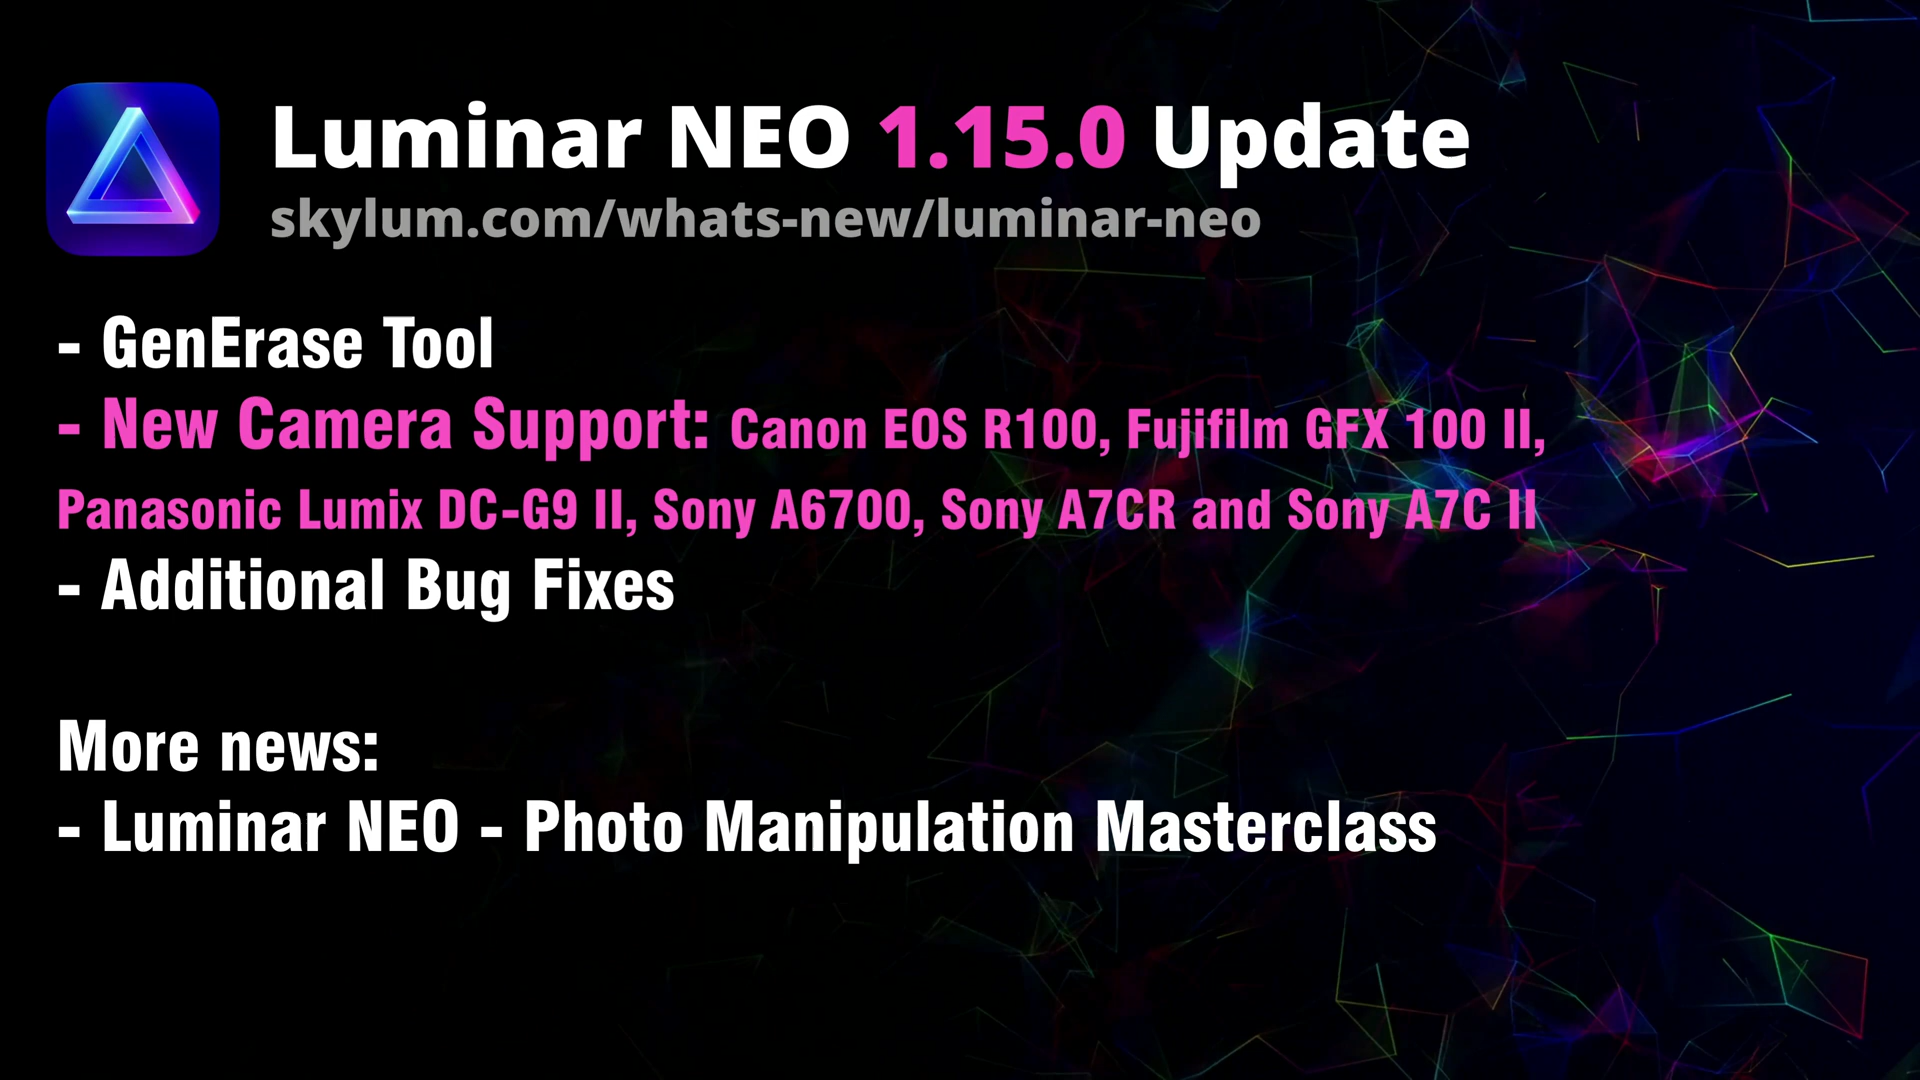 Luminar NEO 1.15.0 Update
skylum.com/whats-new/luminar-neo
- GenErase Tool
- New Camera Support: Canon EOS R100, Fujifilm GFX 100 II,
Panasonic Lumix DC-G9 II, Sony A6700, Sony A7CR and Sony A7C II
- Additional Bug Fixes
More news:
- Luminar NEO - Photo Manipulation Masterclass